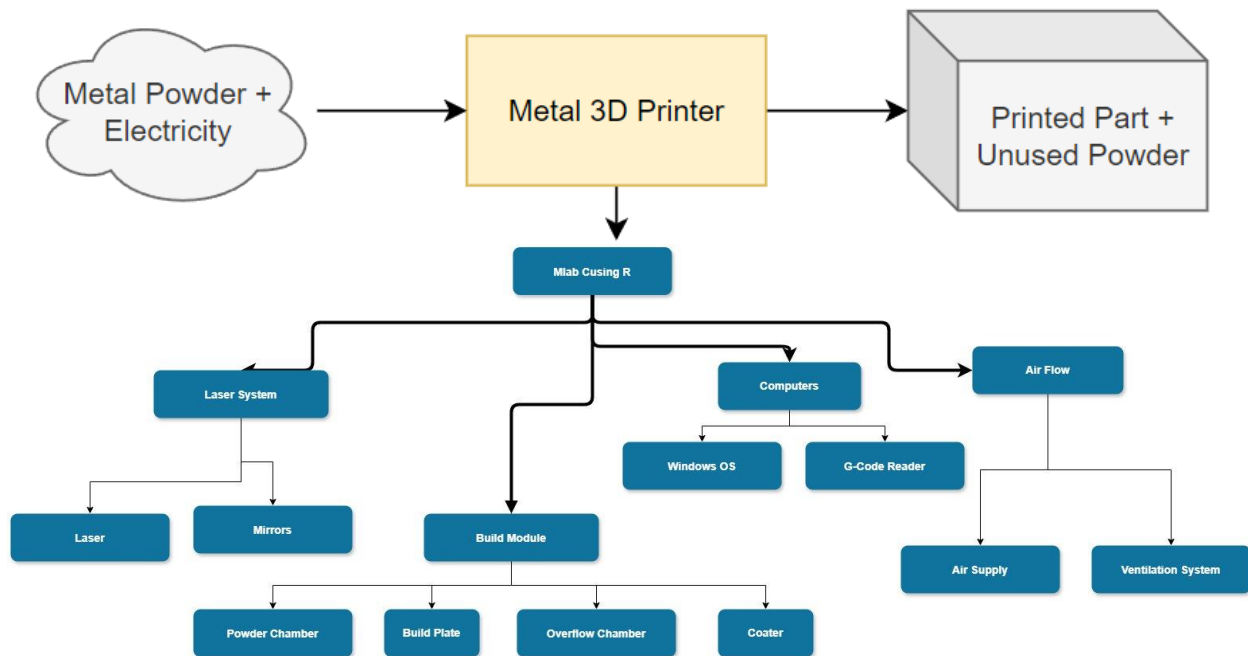 Metal Powder +
Electricity
Metal 3D Printer
Printed Part +
Unused Powder
Mlab Cusing R
Laser System
Computers
Air Flow
Windows OS
G-Code Reader
Laser
Mirrors
Build Module
Air Supply
Ventilation System
Powder Chamber
Build Plate
Overflow Chamber
Coater